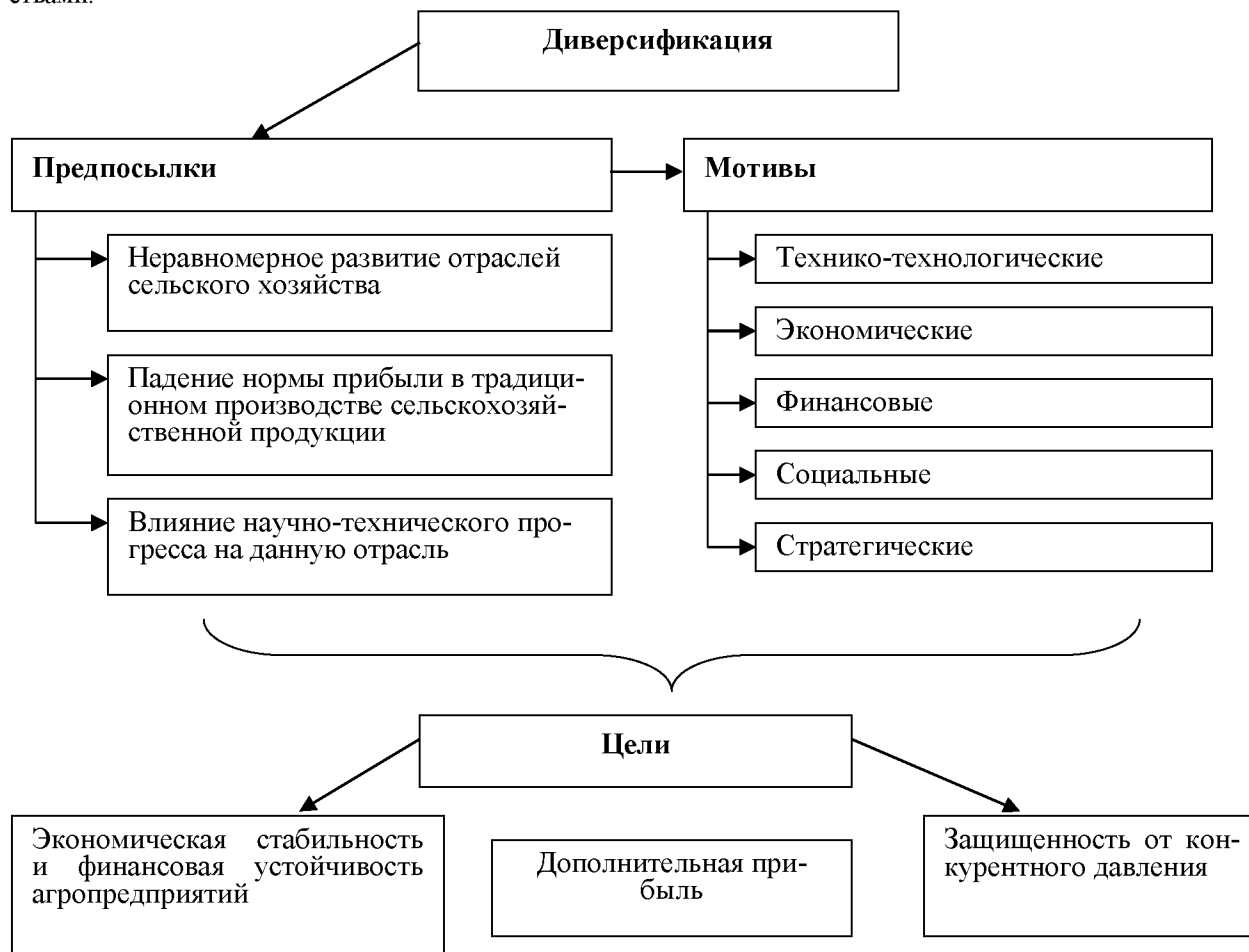 ствами.
Диверсификация
Предпосылки
Мотивы
Неравномерное развитие отраслей
сельского хозяйства
Падение нормы прибыли в традици-
онном производстве сельскохозяй-
ственной продукции
Влияние научно-технического про-
гресса на данную отрасль
Технико-технологические
Экономические
Финансовые
Социальные
Стратегические
Цели
Экономическая стабильность
и финансовая устойчивость
агропредприятий
Дополнительная при-
быль
Защищенность от кон-
курентного давления